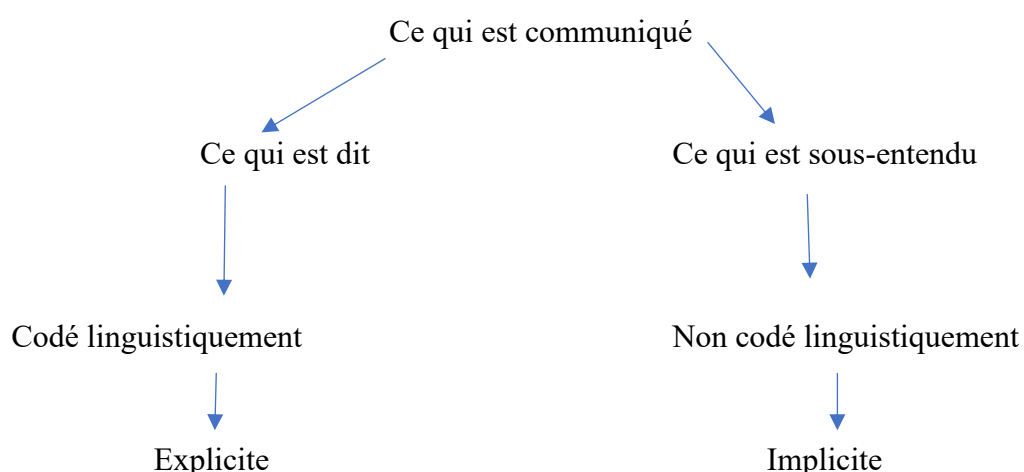 Ce qui est communiqué
Ce qui est dit
Ce qui est sous-entendu
Codé linguistiquement
Non codé linguistiquement
Explicite
Implicite